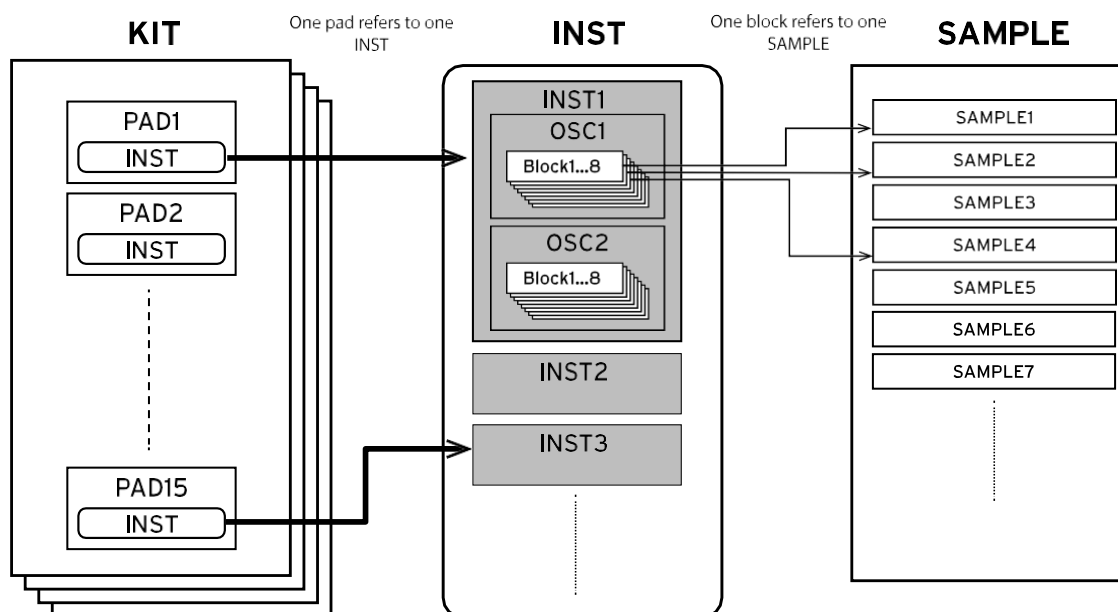 KIT
One pad refers to one
INST
INST
One block refers to one
SAMPLE
SAMPLE
PAD1
INST
PAD2
INST
PAD15
INST
INST1
OSC1
Block1...8
OSC2
Block1...8
INST2
INST3
SAMPLE1
SAMPLE2
SAMPLE3
SAMPLE4
SAMPLE5
SAMPLE6
SAMPLE7